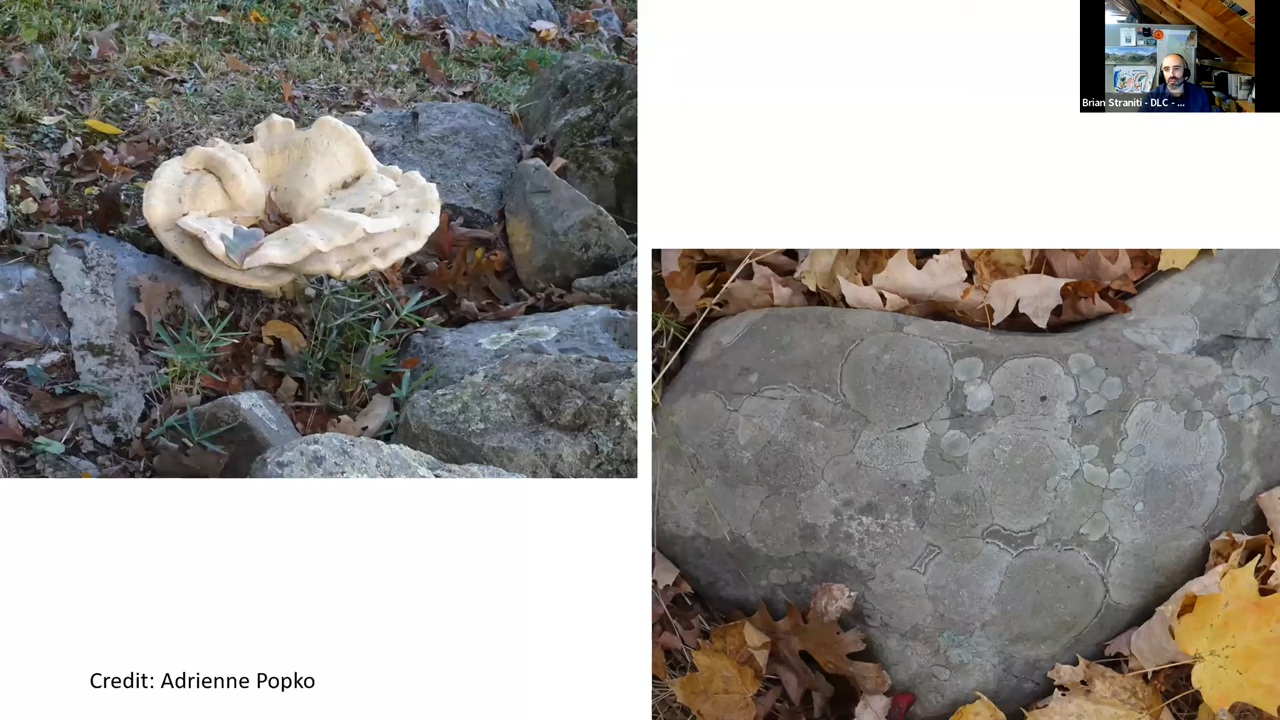 Brian Straniti - DLC - ...
Credit: Adrienne Popko